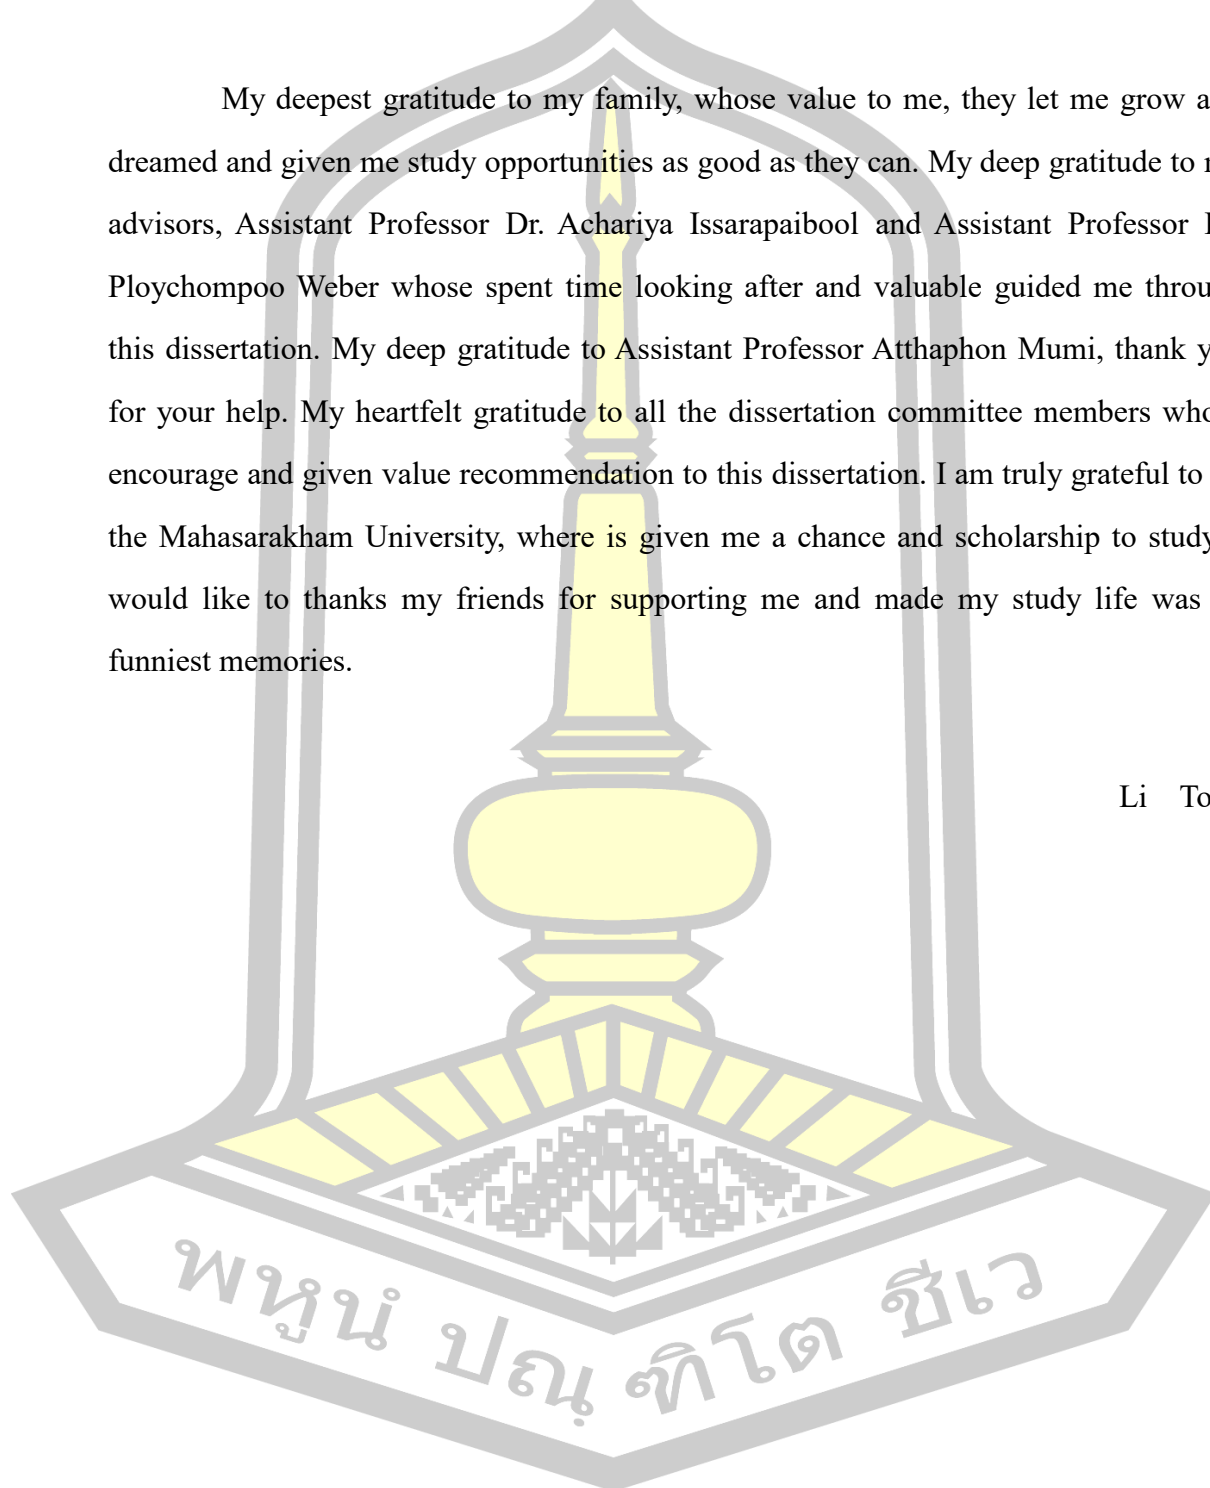 My deepest gratitude to my family, whose value to me, they let me grow
dreamed and given me study opportunities as good as they can. My deep gratitude to
advisors, Assistant Professor Dr. Achariya Issarapaibool and Assistant Professor
Ploychompoo Weber whose spent time looking after and valuable guided me
this dissertation. My deep gratitude to Assistant Professor Atthaphon Mumi, thank
for your help. My heartfelt gratitude to all the dissertation committee members
encourage and given value recommendation to this dissertation. I am truly grateful to
the Mahasarakham University, where is given me a chance and scholarship to study
would like to thanks my friends for supporting me and made my study life was
funniest memories.
Li
พหูนํ ปณฺฑิโต ชีเว